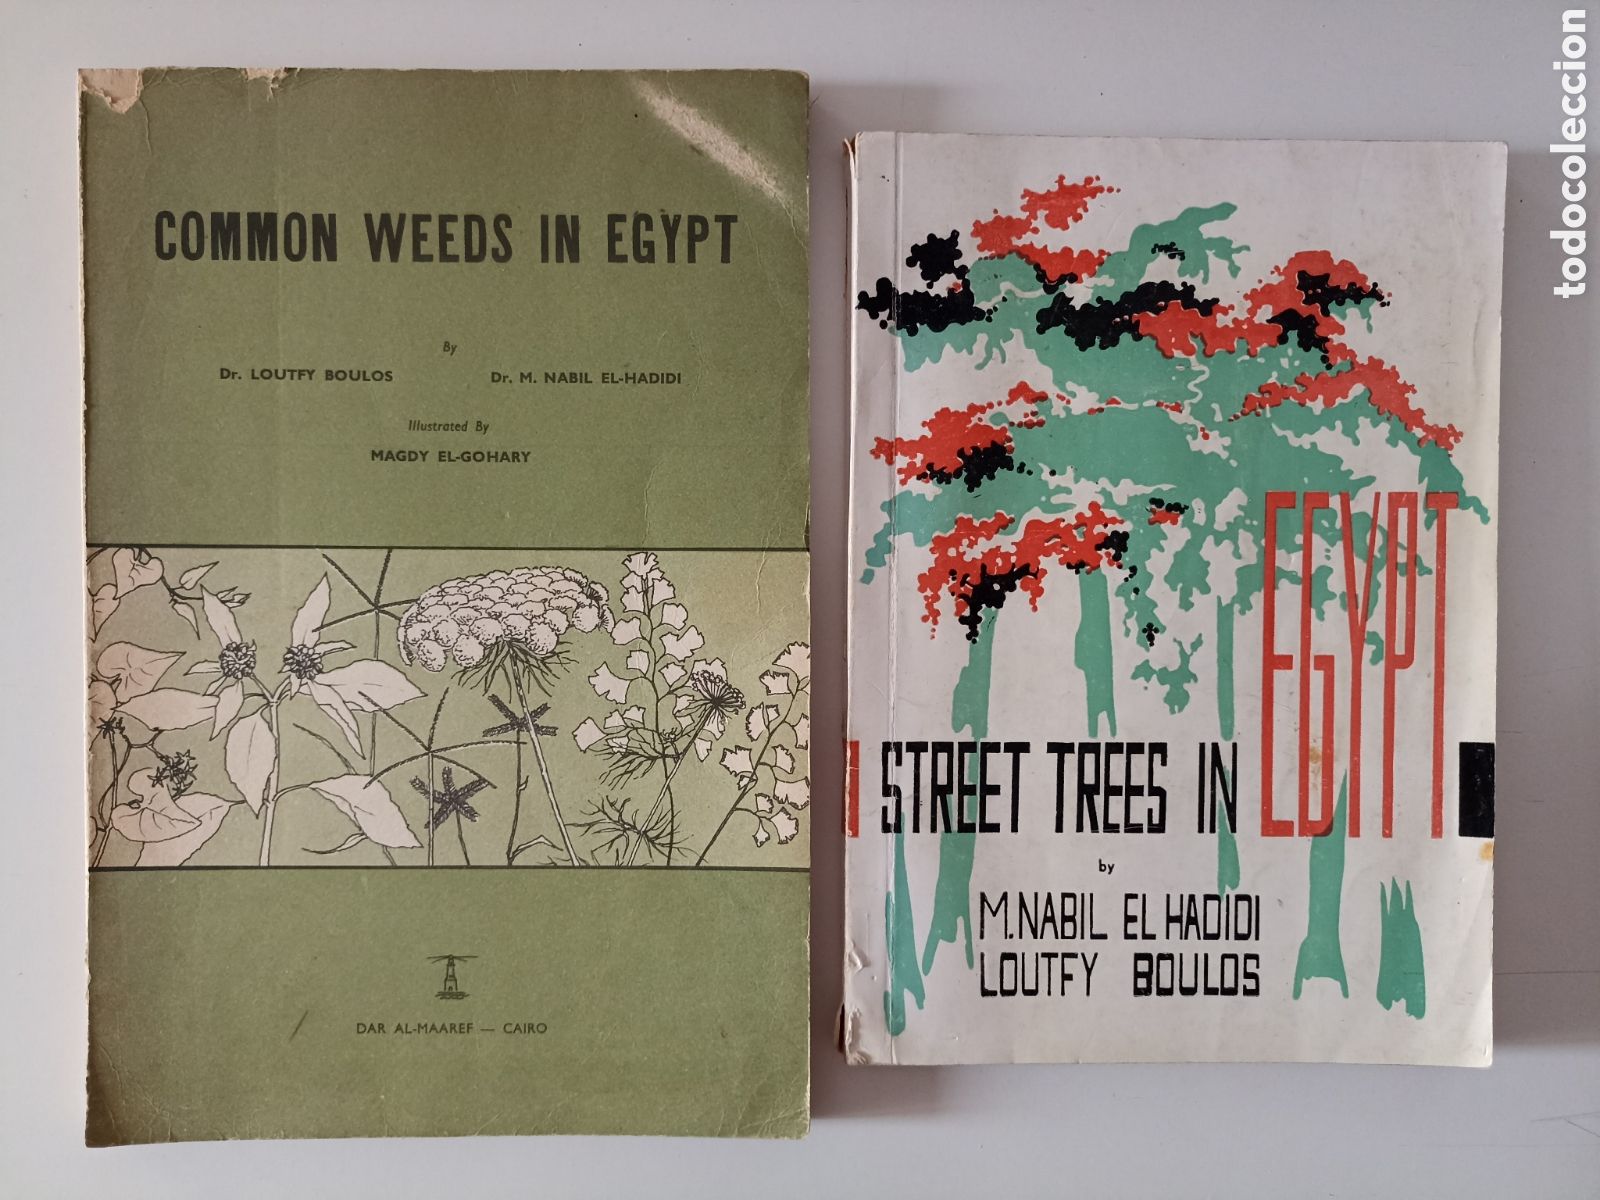 COMMON WEEDS IN EGYPT
By
Dr. LOUTFY BOULOS Dr. M. NABIL EL-HADIDI
Illustrated By
MAGDY EL-GOHARY
DAR AL-MAAREF — CAIRO
STREET TREES IN EGYPT
by
M. NABIL EL HADIDI
LOUTFY BOULOS
todocoleccion